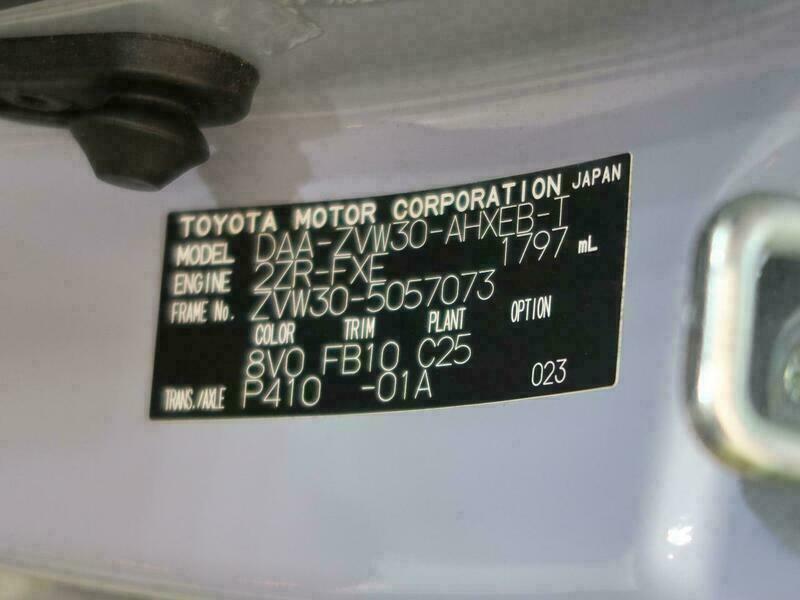 TOYOTA MOTOR CORPORATION JAPAN
MODEL DAA-ZVW30-AHXEB-T
ENGINE 2ZR-FXE 1797 mL
FRAME No. ZVW30-5057073
COLOR TRIM PLANT OPTION
8V0 FB10 C25
TRANS./AXLE P410 -01A 023